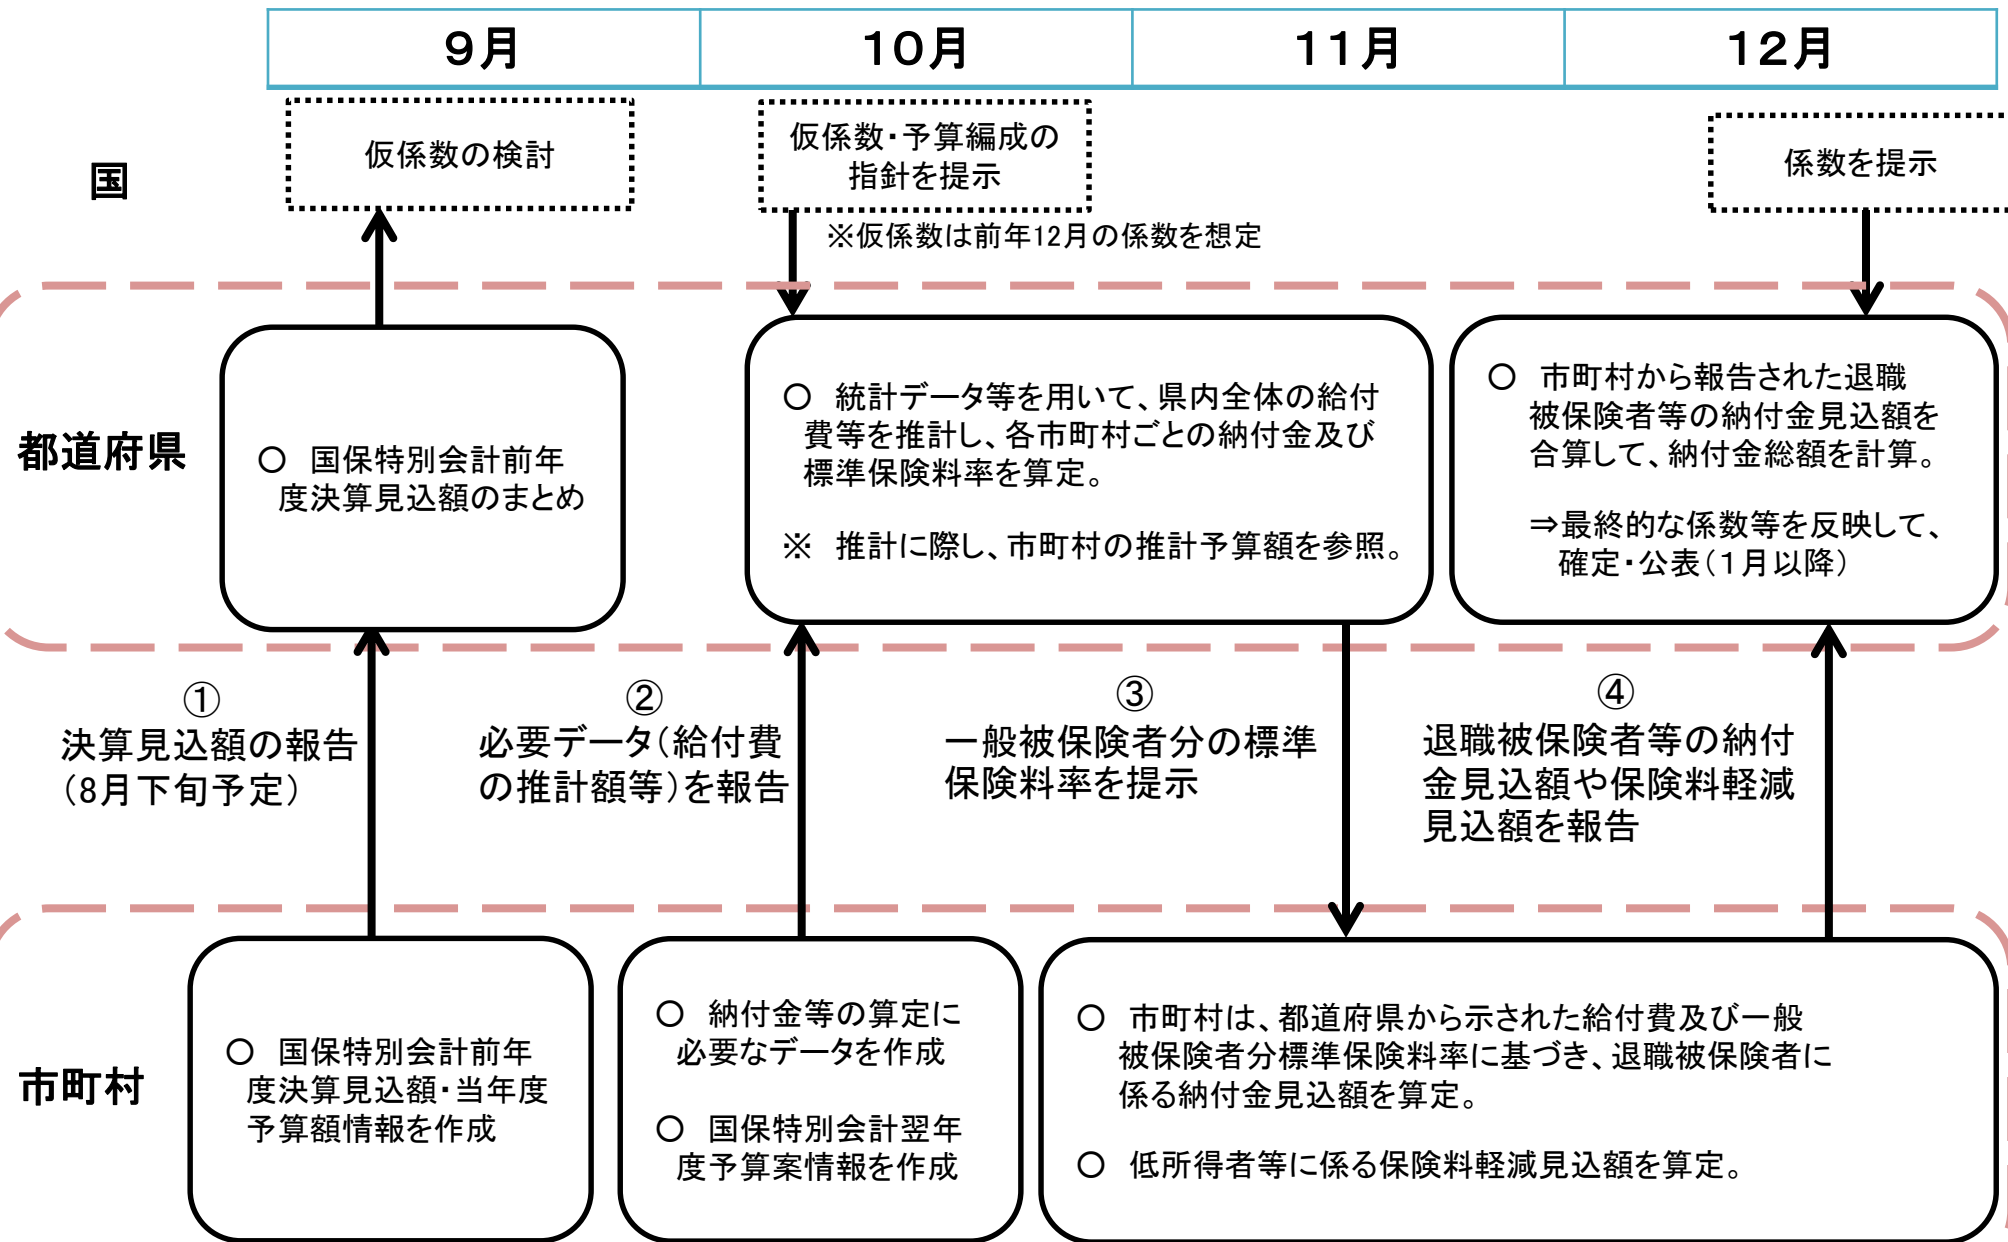 9月
10月
11月
12月
国
仮係数の検討
仮係数・予算編成の
指針を提示
係数を提示
※仮係数は前年12月の係数を想定
都道府県
○ 国保特別会計前年
度決算見込額のまとめ
○ 統計データ等を用いて、県内全体の給付
費等を推計し、各市町村ごとの納付金及び
標準保険料率を算定。
※ 推計に際し、市町村の推計予算額を参照。
○ 市町村から報告された退職
被保険者等の納付金見込額を
合算して、納付金総額を計算。
⇒最終的な係数等を反映して、
確定・公表(1月以降)
①
決算見込額の報告
(8月下旬予定)
②
必要データ(給付費
の推計額等)を報告
③
一般被保険者分の標準
保険料率を提示
④
退職被保険者等の納付
金見込額や保険料軽減
見込額を報告
市町村
○ 国保特別会計前年
度決算見込額・当年度
予算額情報を作成
○ 納付金等の算定に
必要なデータを作成
○ 国保特別会計翌年
度予算案情報を作成
○ 市町村は、都道府県から示された給付費及び一般
被保険者分標準保険料率に基づき、退職被保険者に
係る納付金見込額を算定。
○ 低所得者等に係る保険料軽減見込額を算定。